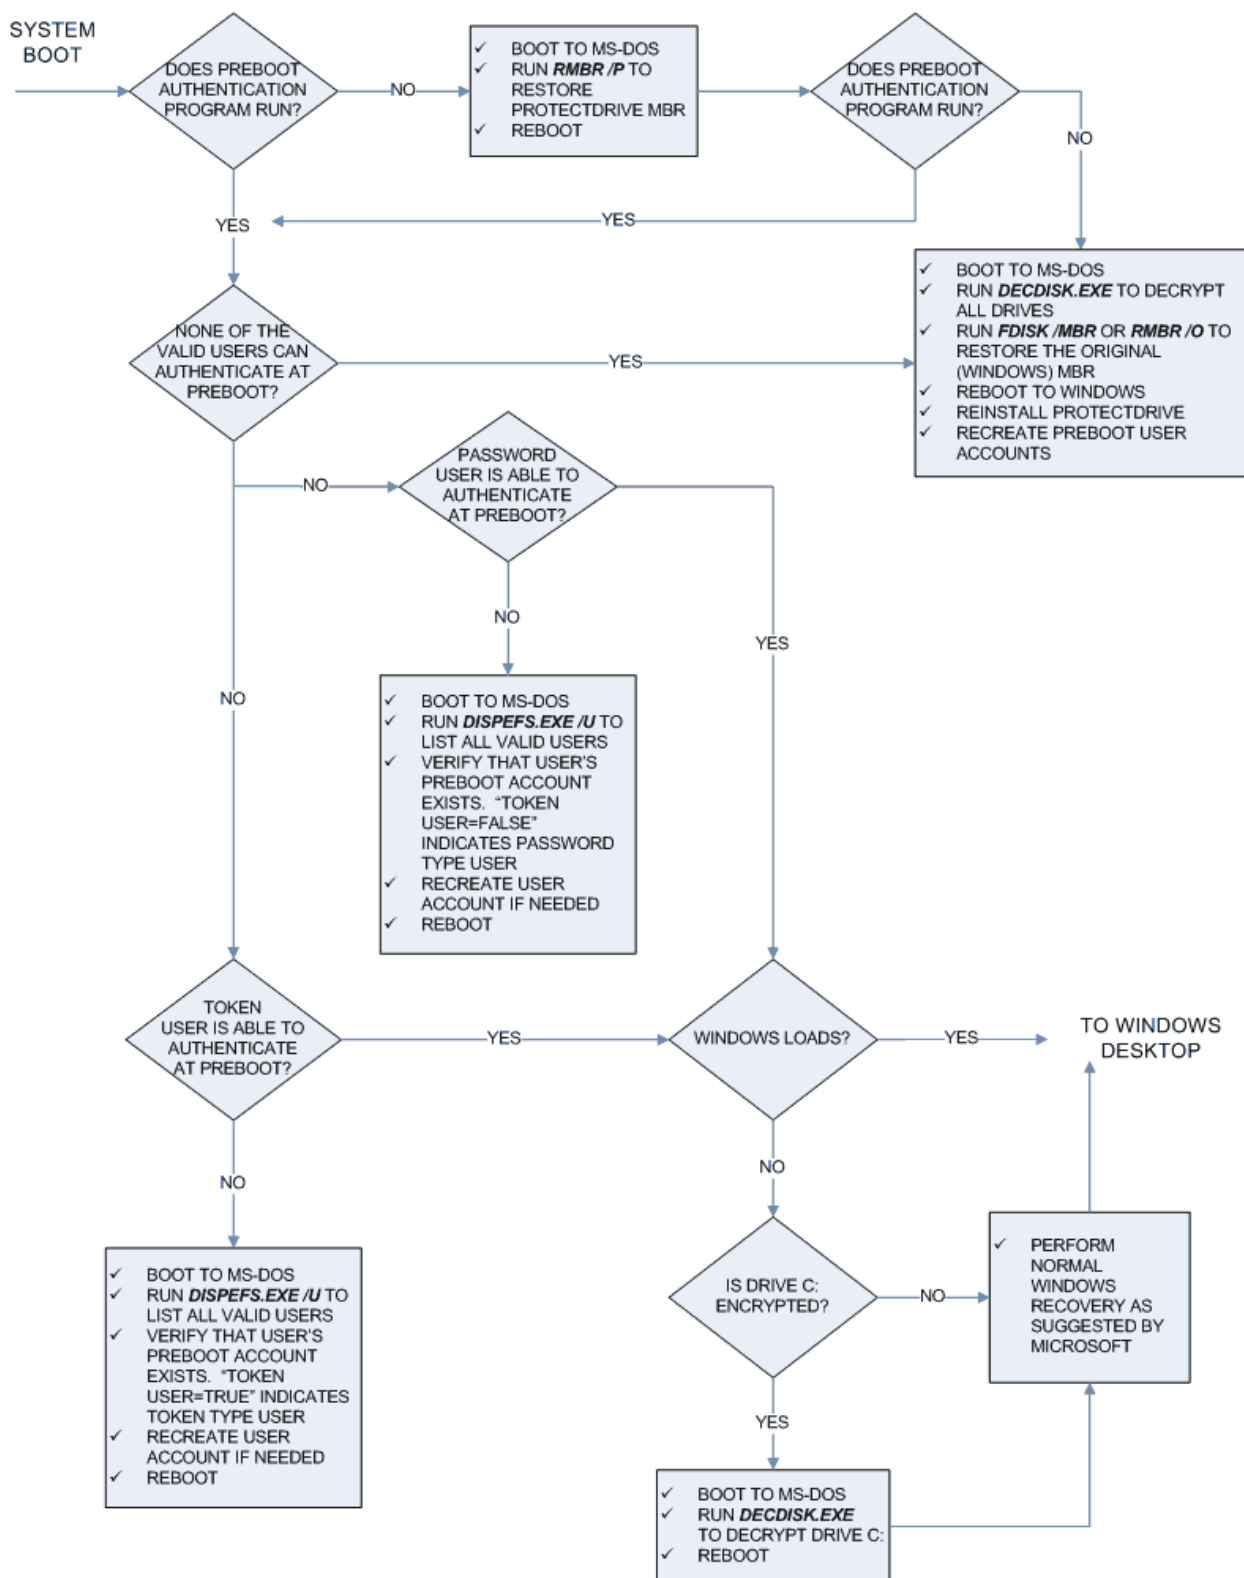 SYSTEM
BOOT
DOES PREBOOT
AUTHENTICATION
PROGRAM RUN?
NO
✓ BOOT TO MS-DOS
✓ RUN RMBR /P TO
RESTORE
PROTECTDRIVE MBR
✓ REBOOT
DOES PREBOOT
AUTHENTICATION
PROGRAM RUN?
NO
YES
YES
✓ BOOT TO MS-DOS
✓ RUN DECDISK.EXE TO DECRYPT
ALL DRIVES
✓ RUN FDISK /MBR OR RMBR /O TO
RESTORE THE ORIGINAL
(WINDOWS) MBR
✓ REBOOT TO WINDOWS
✓ REINSTALL PROTECTDRIVE
✓ RECREATE PREBOOT USER
ACCOUNTS
NONE OF THE
VALID USERS CAN
AUTHENTICATE AT
PREBOOT?
YES
NO
PASSWORD
USER IS ABLE TO
AUTHENTICATE
AT PREBOOT?
NO
YES
NO
✓ BOOT TO MS-DOS
✓ RUN DISPEFS.EXE /U TO
LIST ALL VALID USERS
✓ VERIFY THAT USER'S
PREBOOT ACCOUNT
EXISTS. “TOKEN
USER=FALSE”
INDICATES PASSWORD
TYPE USER
✓ RECREATE USER
ACCOUNT IF NEEDED
✓ REBOOT
TOKEN
USER IS ABLE TO
AUTHENTICATE
AT PREBOOT?
YES
WINDOWS LOADS?
YES
TO WINDOWS
DESKTOP
NO
NO
✓ BOOT TO MS-DOS
✓ RUN DISPEFS.EXE /U TO
LIST ALL VALID USERS
✓ VERIFY THAT USER'S
PREBOOT ACCOUNT
EXISTS. “TOKEN
USER=TRUE” INDICATES
TOKEN TYPE USER
✓ RECREATE USER
ACCOUNT IF NEEDED
✓ REBOOT
IS DRIVE C:
ENCRYPTED?
NO
✓ PERFORM
NORMAL
WINDOWS
RECOVERY AS
SUGGESTED BY
MICROSOFT
YES
✓ BOOT TO MS-DOS
✓ RUN DECDISK.EXE
TO DECRYPT DRIVE C:
✓ REBOOT